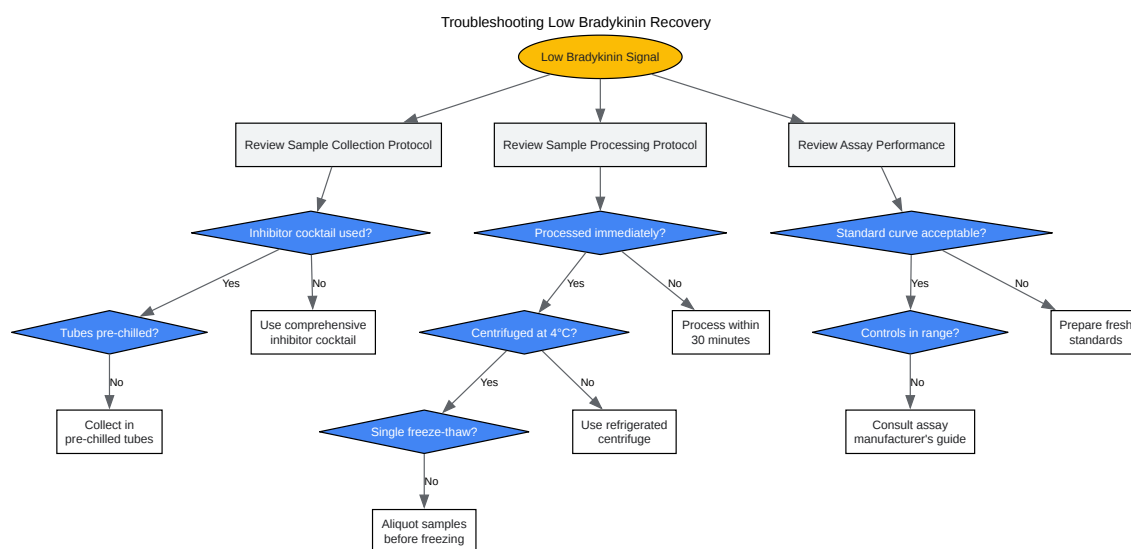 Troubleshooting Low Bradykinin Recovery
Low Bradykinin Signal
Review Sample Collection Protocol
Review Sample Processing Protocol
Review Assay Performance
Inhibitor cocktail used?
Processed immediately?
Standard curve acceptable?
Yes
No
Yes
No
Yes
No
Tubes pre-chilled?
Use comprehensive
inhibitor cocktail
Centrifuged at 4°C?
Process within
30 minutes
Controls in range?
Prepare fresh
standards
No
Yes
No
No
Collect in
pre-chilled tubes
Single freeze-thaw?
Use refrigerated
centrifuge
Consult assay
manufacturer's guide
No
Aliquot samples
before freezing